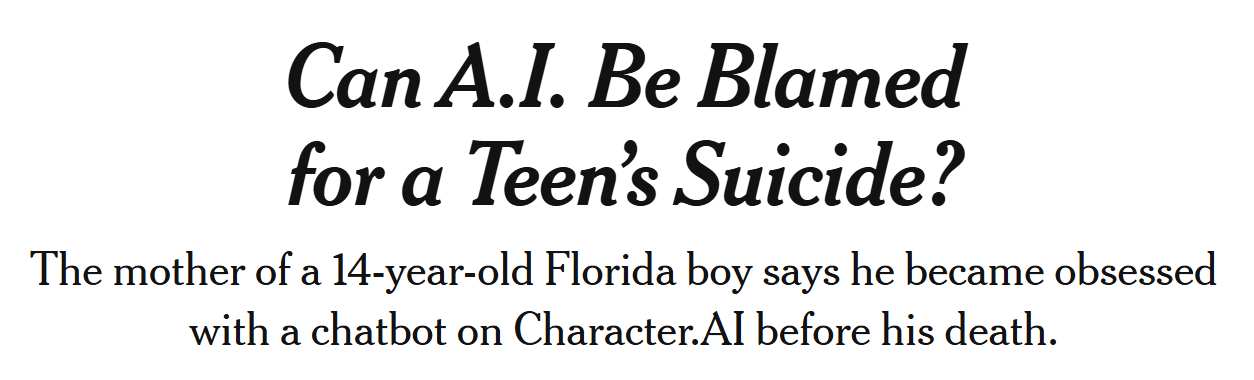 Can A.I. Be Blamed
for a Teen’s Suicide?
The mother of a 14-year-old Florida boy says he became obsessed
with a chatbot on Character.AI before his death.